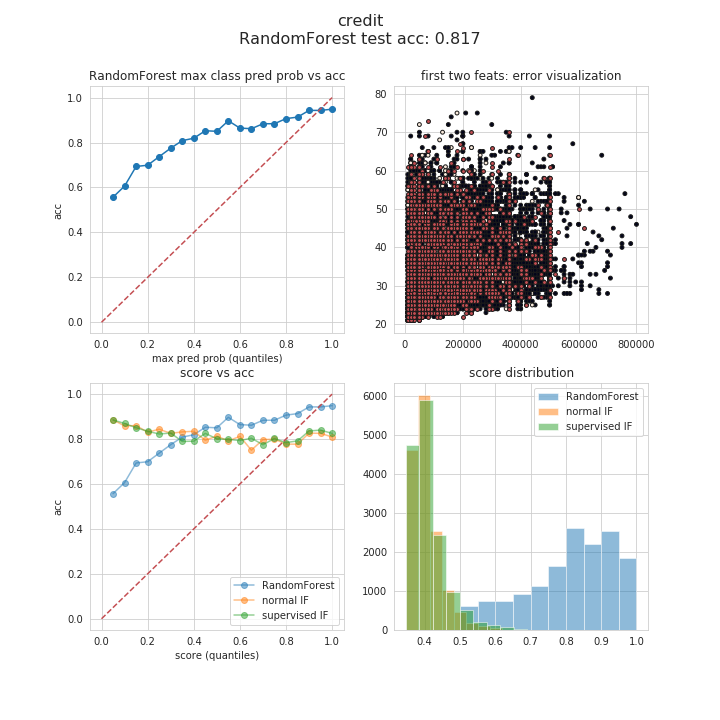 credit
RandomForest test acc: 0.817
RandomForest max class pred prob vs acc
1.0
0.8
0.6
0.4
0.2
0.0
acc
0.0 0.2 0.4 0.6 0.8 1.0
max pred prob (quantiles)
first two feats: error visualization
80
70
60
50
40
30
20
0 200000 400000 600000 800000
score vs acc
1.0
0.8
0.6
0.4
0.2
0.0
acc
RandomForest
normal IF
supervised IF
0.0 0.2 0.4 0.6 0.8 1.0
score (quantiles)
score distribution
6000
5000
4000
3000
2000
1000
0
RandomForest
normal IF
supervised IF
0.4 0.5 0.6 0.7 0.8 0.9 1.0